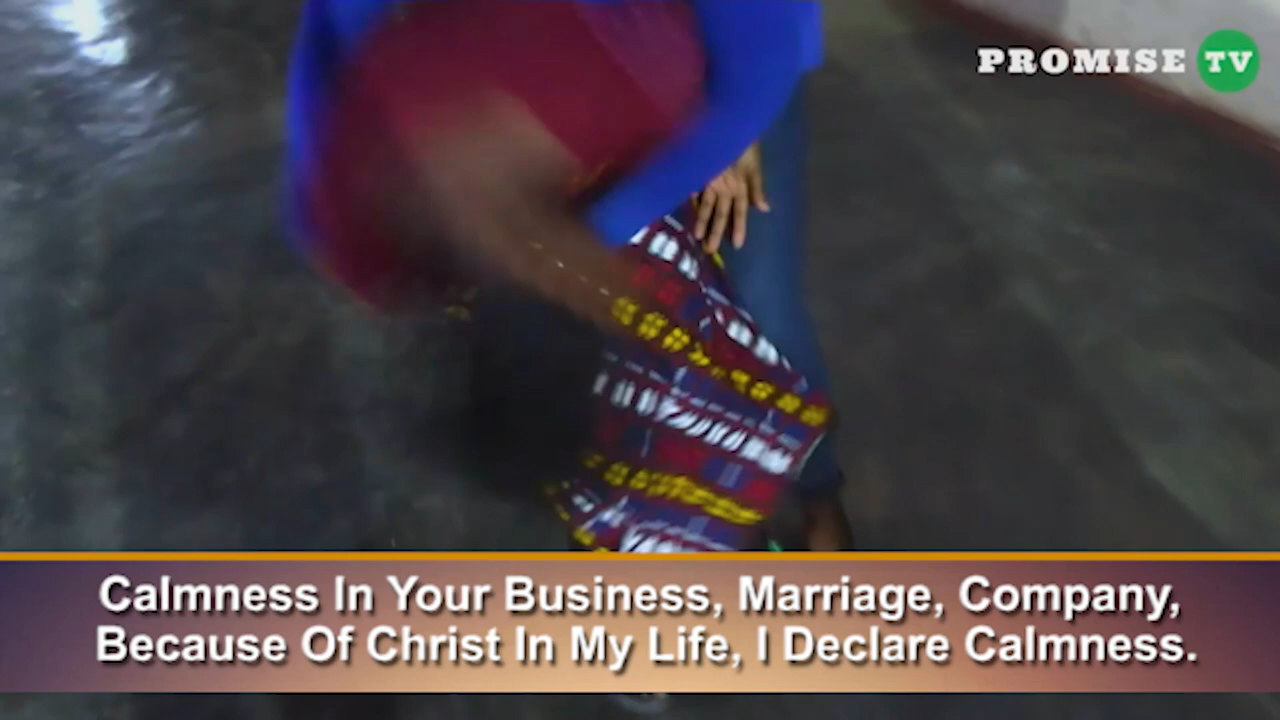 PROMISE TV
Calmness In Your Business, Marriage, Company,
Because Of Christ In My Life, I Declare Calmness.